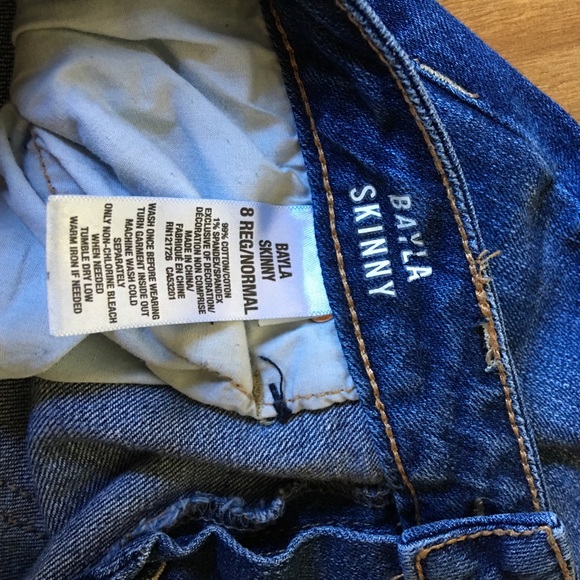 BAYLA
SKINNY
8 REG/NORMAL
99% COTTON/COTON
1% SPANDEX/SPANDEX
EXCLUSIVE OF DECORATION/
DECORATION NON COMPRISE
MADE IN CHINA/
FABRIQUÉ EN CHINE
RN121726 CA53201
WASH ONCE BEFORE WEARING
TURN GARMENT INSIDE OUT
MACHINE WASH COLD
SEPARATELY
ONLY NON-CHLORINE BLEACH
WHEN NEEDED
TUMBLE DRY LOW
WARM IRON IF NEEDED
BAYLA
SKINNY